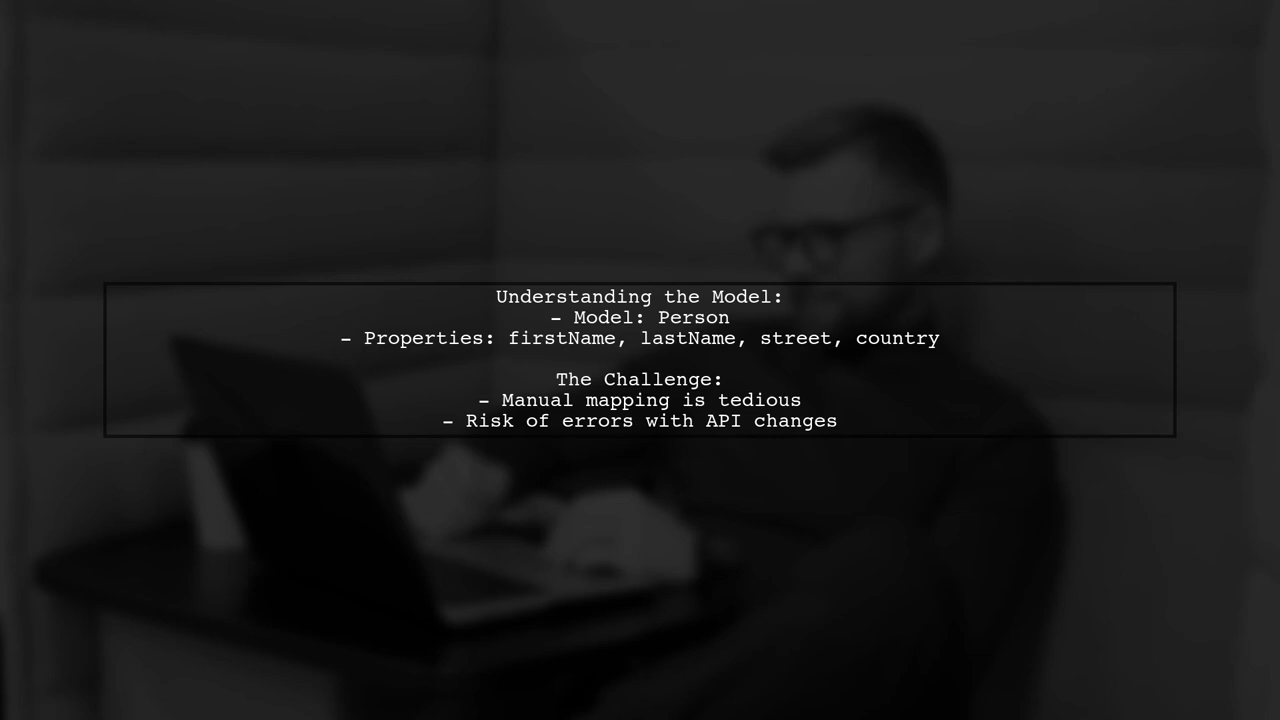 Understanding the Model:
- Model: Person
- Properties: firstName, lastName, street, country
The Challenge:
- Manual mapping is tedious
- Risk of errors with API changes